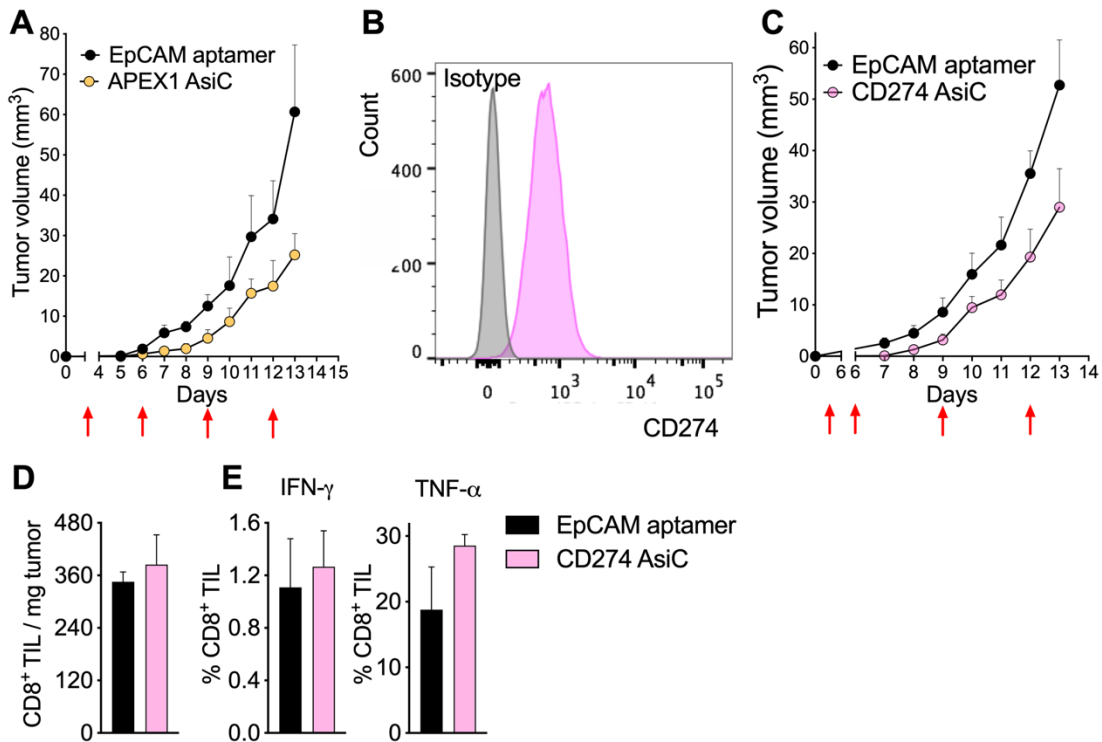 A
EpCAM aptamer
APEX1 AsiC
Tumor volume (mm³)
80
70
60
50
40
30
20
10
0
0 4 5 6 7 8 9 10 11 12 13 14 15
Days
B
Isotype
Count
600
400
200
0
0 10³ 10⁴ 10⁵
CD274
C
EpCAM aptamer
CD274 AsiC
Tumor volume (mm³)
60
50
40
30
20
10
0
0 6 6 7 8 9 10 11 12 13 14
Days
D
CD8⁺ TIL / mg tumor
480
360
240
120
0
E
IFN-γ
% CD8⁺ TIL
1.6
1.2
0.8
0.4
0.0
TNF-α
% CD8⁺ TIL
30
20
10
0
EpCAM aptamer
CD274 AsiC